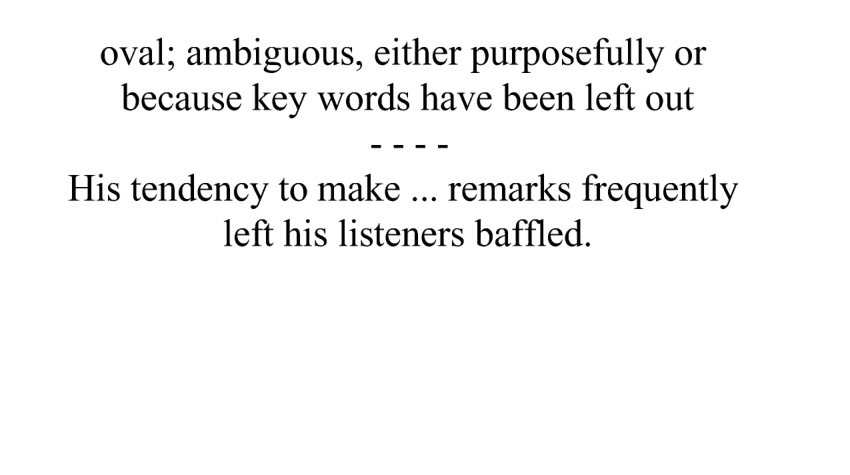 oval; ambiguous, either purposefully or
because key words have been left out
- - - -
His tendency to make ... remarks frequently
left his listeners baffled.